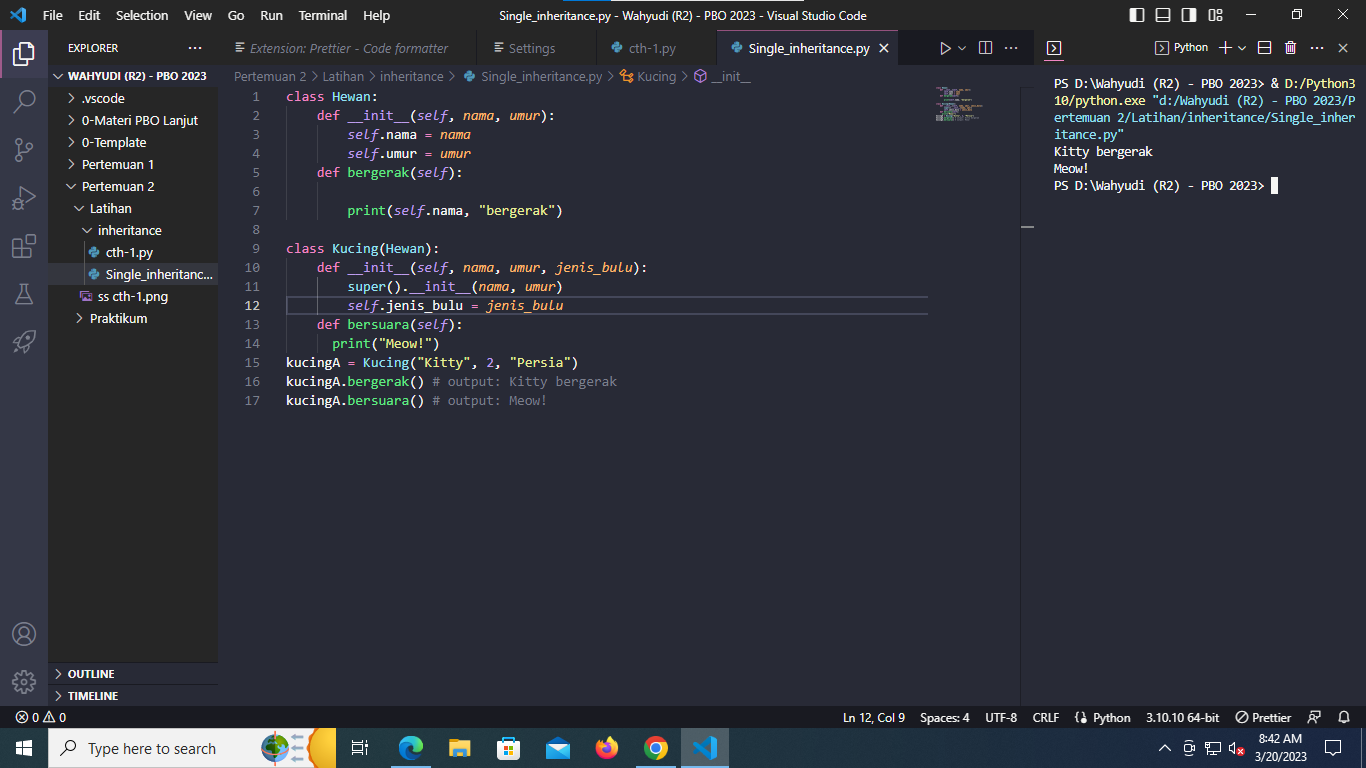 File Edit Selection View Go Run Terminal Help
Single_inheritance.py - Wahyudi (R2) - PBO 2023 - Visual Studio Code
EXPLORER
WAHYUDI (R2) - PBO 2023
.vscode
0-Materi PBO Lanjut
0-Template
Pertemuan 1
Pertemuan 2
Latihan
inheritance
cth-1.py
Single_inheritanc...
ss cth-1.png
Praktikum
OUTLINE
TIMELINE
Extension: Prettier - Code formatter
Settings
cth-1.py
Single_inheritance.py
Pertemuan 2 > Latihan > inheritance > Single_inheritance.py > Kucing > __init__
1 class Hewan:
2     def __init__(self, nama, umur):
3         self.nama = nama
4         self.umur = umur
5     def bergerak(self):
6
7         print(self.nama, "bergerak")
8
9 class Kucing(Hewan):
10     def __init__(self, nama, umur, jenis_bulu):
11         super().__init__(nama, umur)
12         self.jenis_bulu = jenis_bulu
13     def bersuara(self):
14       print("Meow!")
15 kucingA = Kucing("Kitty", 2, "Persia")
16 kucingA.bergerak() # output: Kitty bergerak
17 kucingA.bersuara() # output: Meow!
Python
PS D:\Wahyudi (R2) - PBO 2023> & D:/Python3
10/python.exe "d:/Wahyudi (R2) - PBO 2023/P
ertemuan 2/Latihan/inheritance/Single_inher
itance.py"
Kitty bergerak
Meow!
PS D:\Wahyudi (R2) - PBO 2023>
0 0
Ln 12, Col 9 Spaces: 4 UTF-8 CRLF Python 3.10.10 64-bit Prettier
Type here to search
8:42 AM
3/20/2023